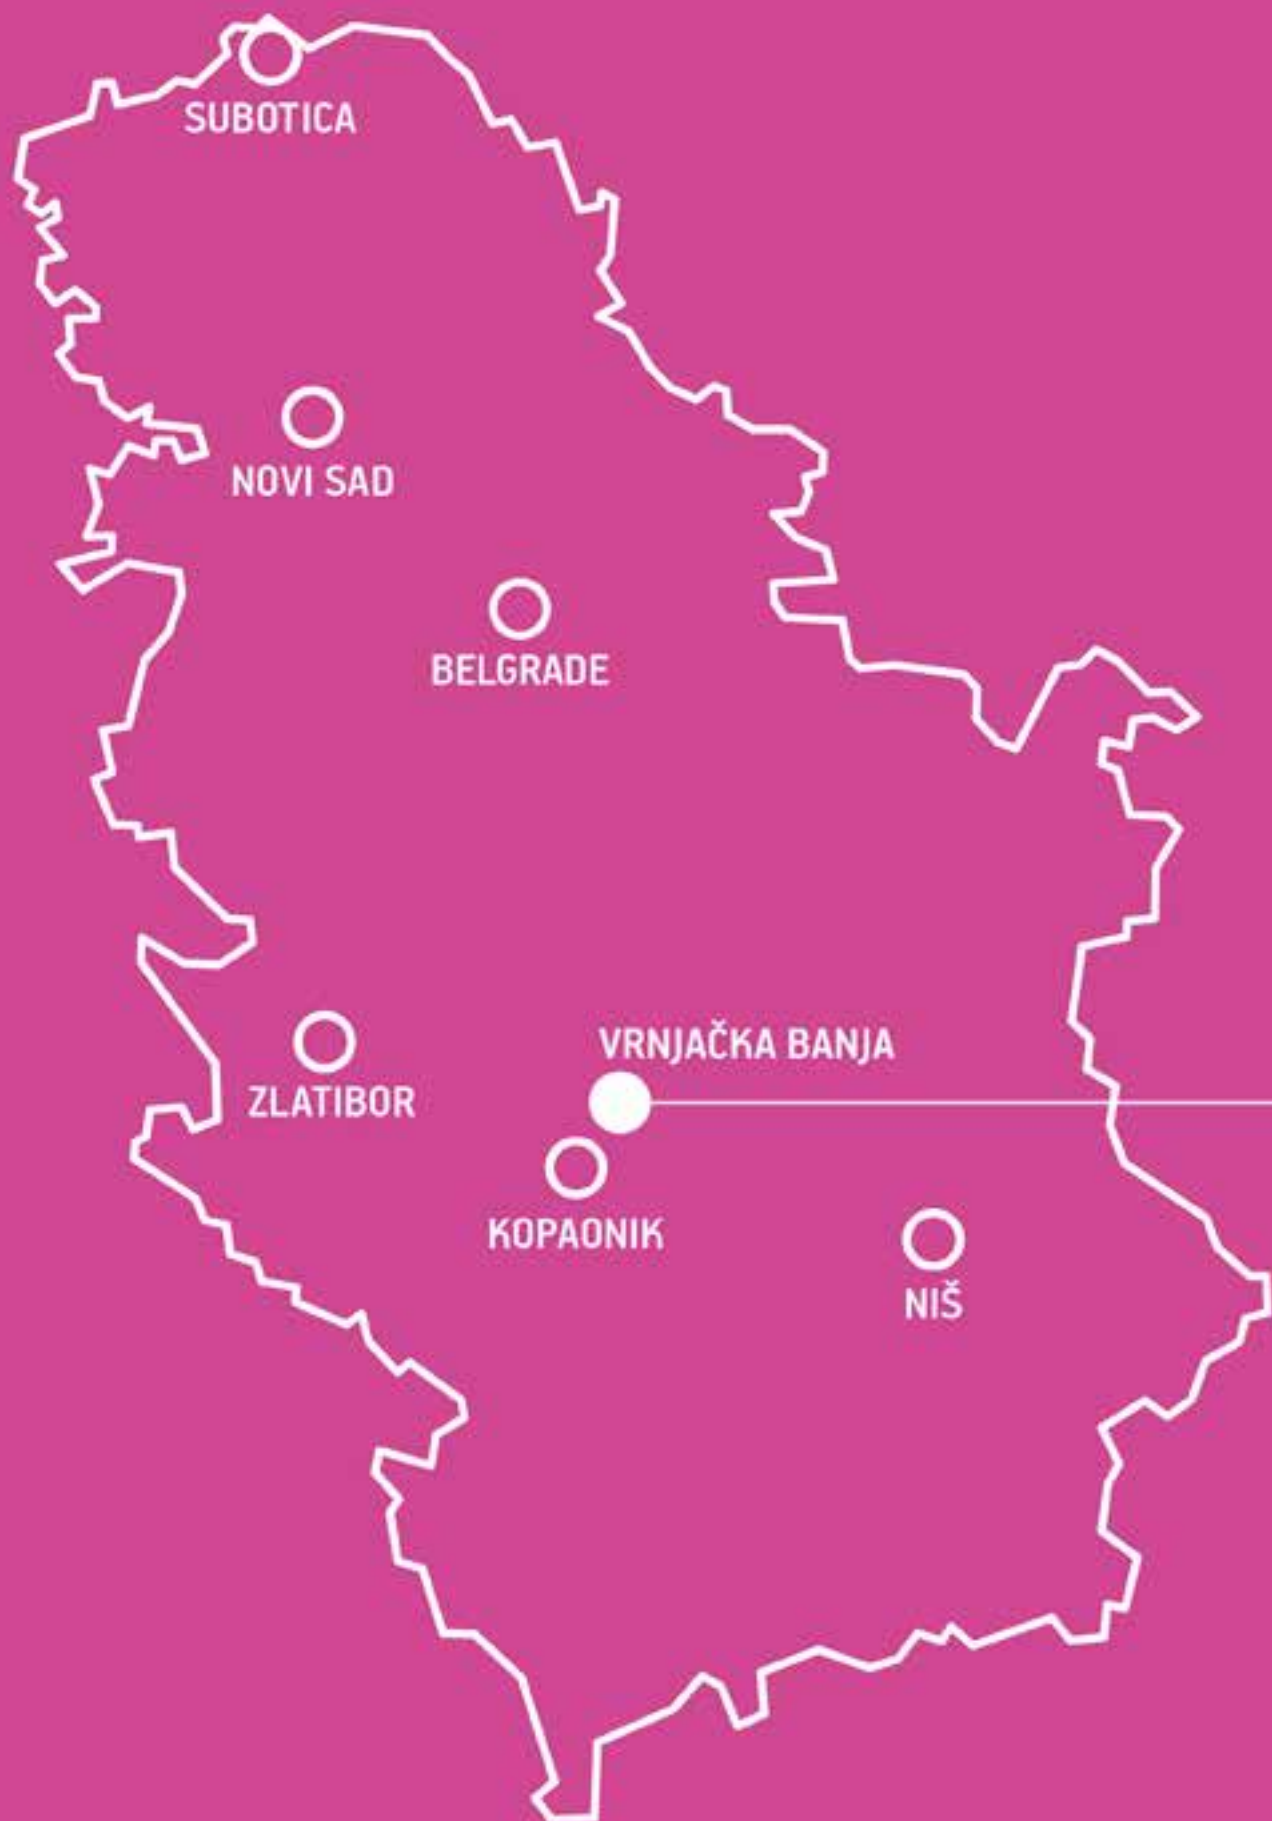 SUBOTICA
NOVI SAD
BELGRADE
VRNJAČKA BANJA
ZLATIBOR
KOPAONIK
NIŠ